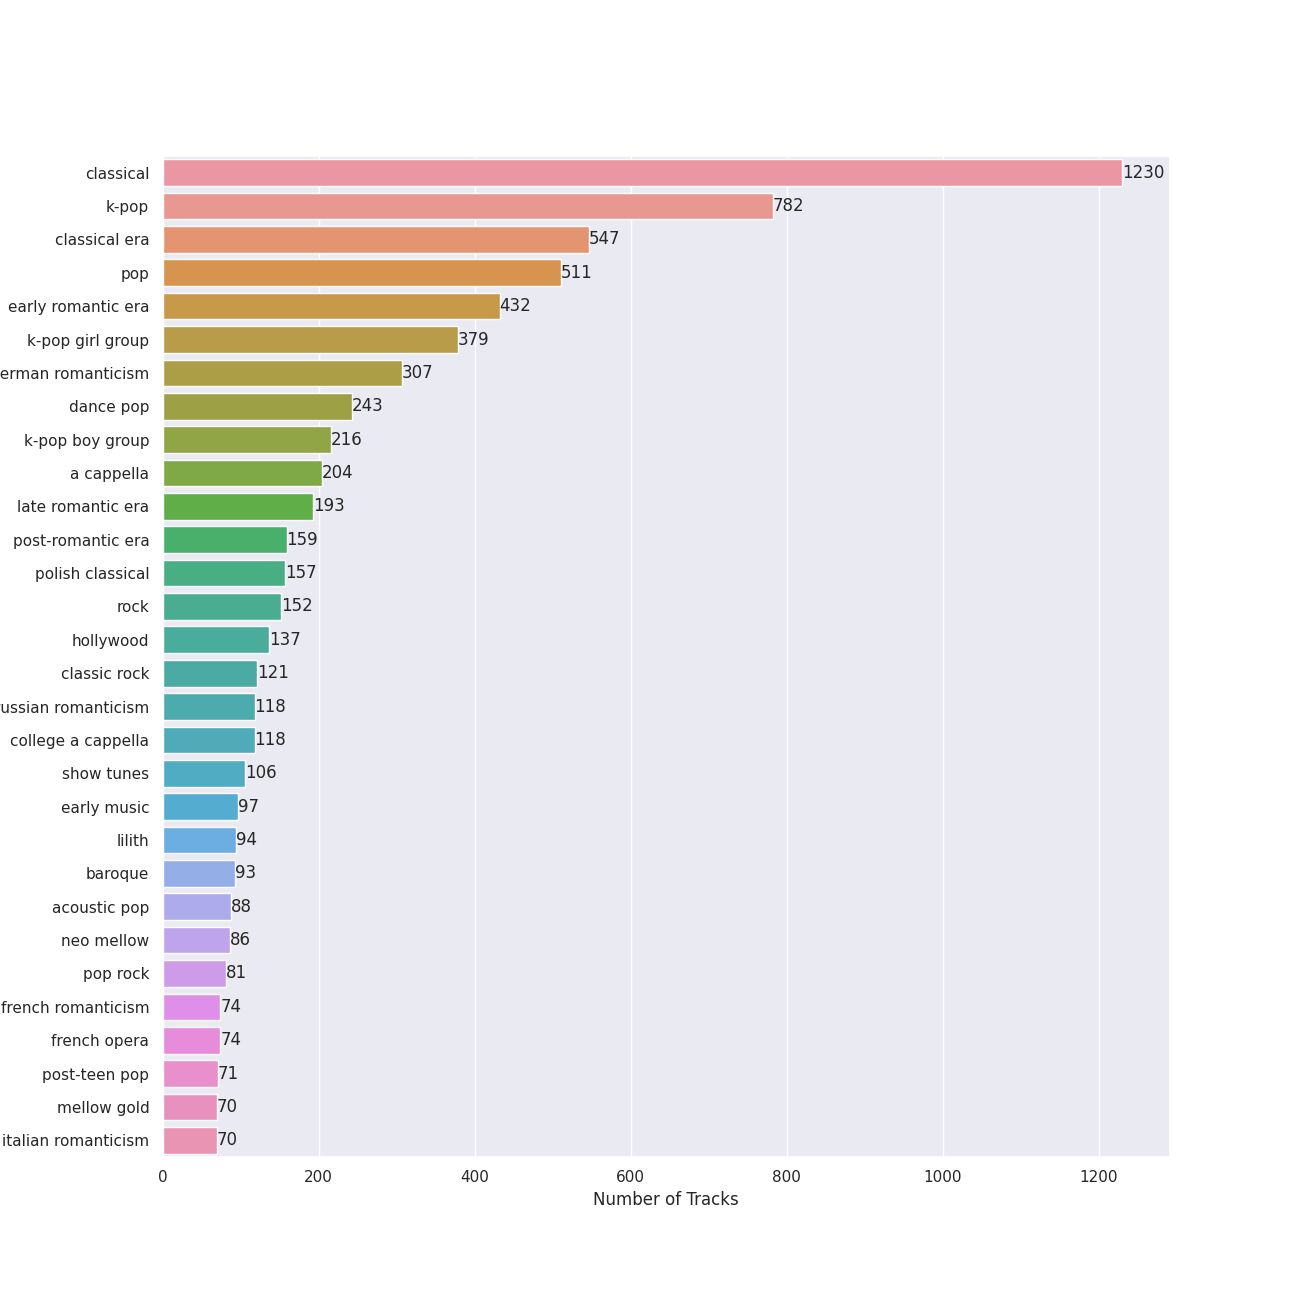 classical 1230
k-pop 782
classical era 547
pop 511
early romantic era 432
k-pop girl group 379
erman romanticism 307
dance pop 243
k-pop boy group 216
a cappella 204
late romantic era 193
post-romantic era 159
polish classical 157
rock 152
hollywood 137
classic rock 121
russian romanticism 118
college a cappella 118
show tunes 106
early music 97
lilith 94
baroque 93
acoustic pop 88
neo mellow 86
pop rock 81
french romanticism 74
french opera 74
post-teen pop 71
mellow gold 70
italian romanticism 70
0 200 400 600 800 1000 1200
Number of Tracks